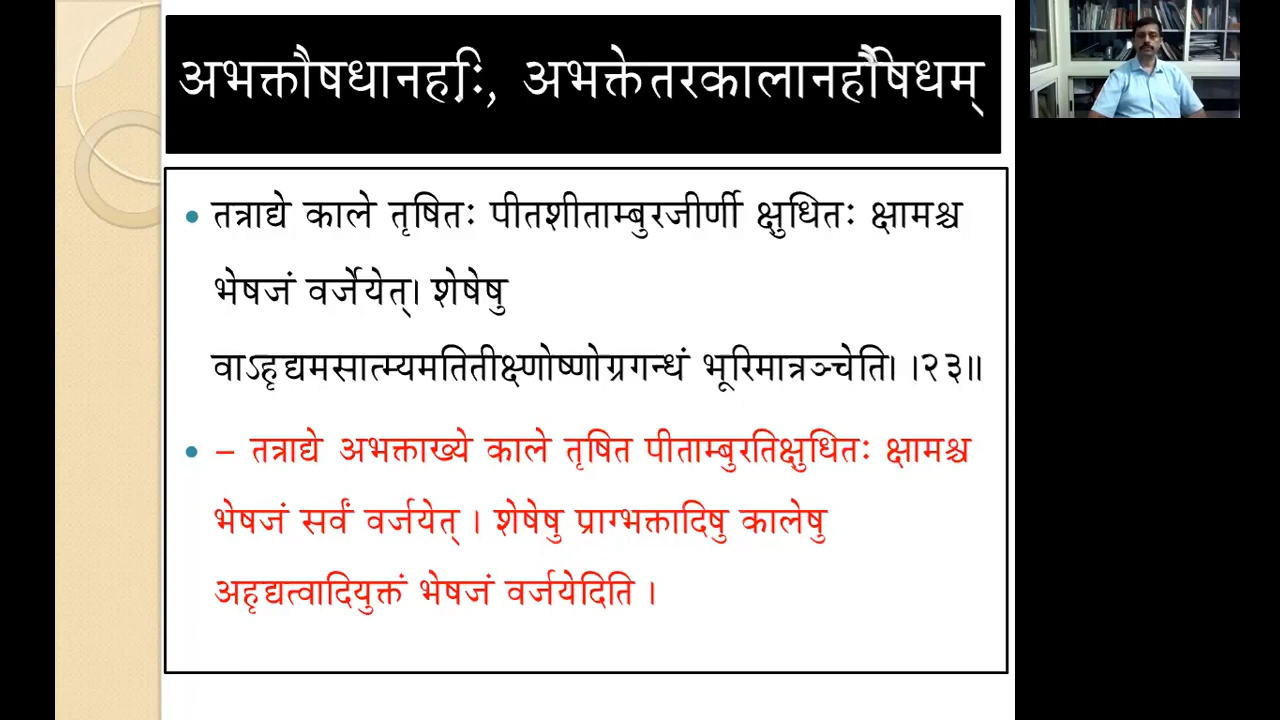 अभक्तौषधानर्हाः, अभक्तेतरकालानर्हौषधम्
• तत्राद्ये काले तृषितः पीतशीताम्बुरजीर्णी क्षुधितः क्षामश्च
भेषजं वर्जेयेत्। शेषेषु
वाऽहृद्यमसात्म्यमतितीक्ष्णोष्णोग्रगन्धं भूरिमात्रञ्चेति। ।२३॥
• – तत्राद्ये अभक्ताख्ये काले तृषित पीताम्बुरतिक्षुधितः क्षामश्च
भेषजं सर्वं वर्जयेत् । शेषेषु प्राग्भक्तादिषु कालेषु
अहृद्यत्वादियुक्तं भेषजं वर्जयेदिति ।